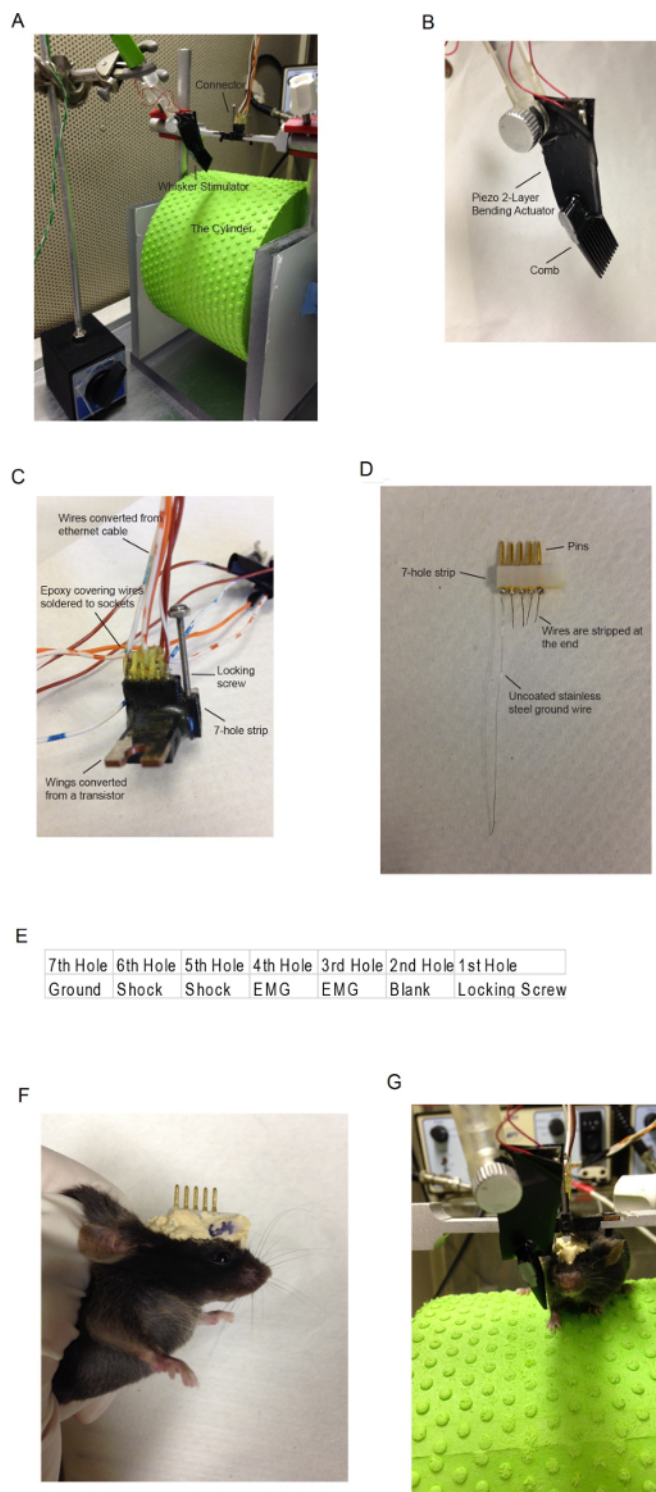 A
Connector
Whisker Stimulator
The Cylinder
B
Piezo 2-Layer
Bending Actuator
Comb
C
Wires converted from
ethernet cable
Epoxy covering wires
soldered to sockets
Locking
screw
7-hole strip
Wings converted
from a transistor
D
Pins
7-hole strip
Wires are stripped at
the end
Uncoated stainless
steel ground wire
E
7th Hole 6th Hole 5th Hole 4th Hole 3rd Hole 2nd Hole 1st Hole
Ground Shock Shock EMG EMG Blank Locking Screw
F
G